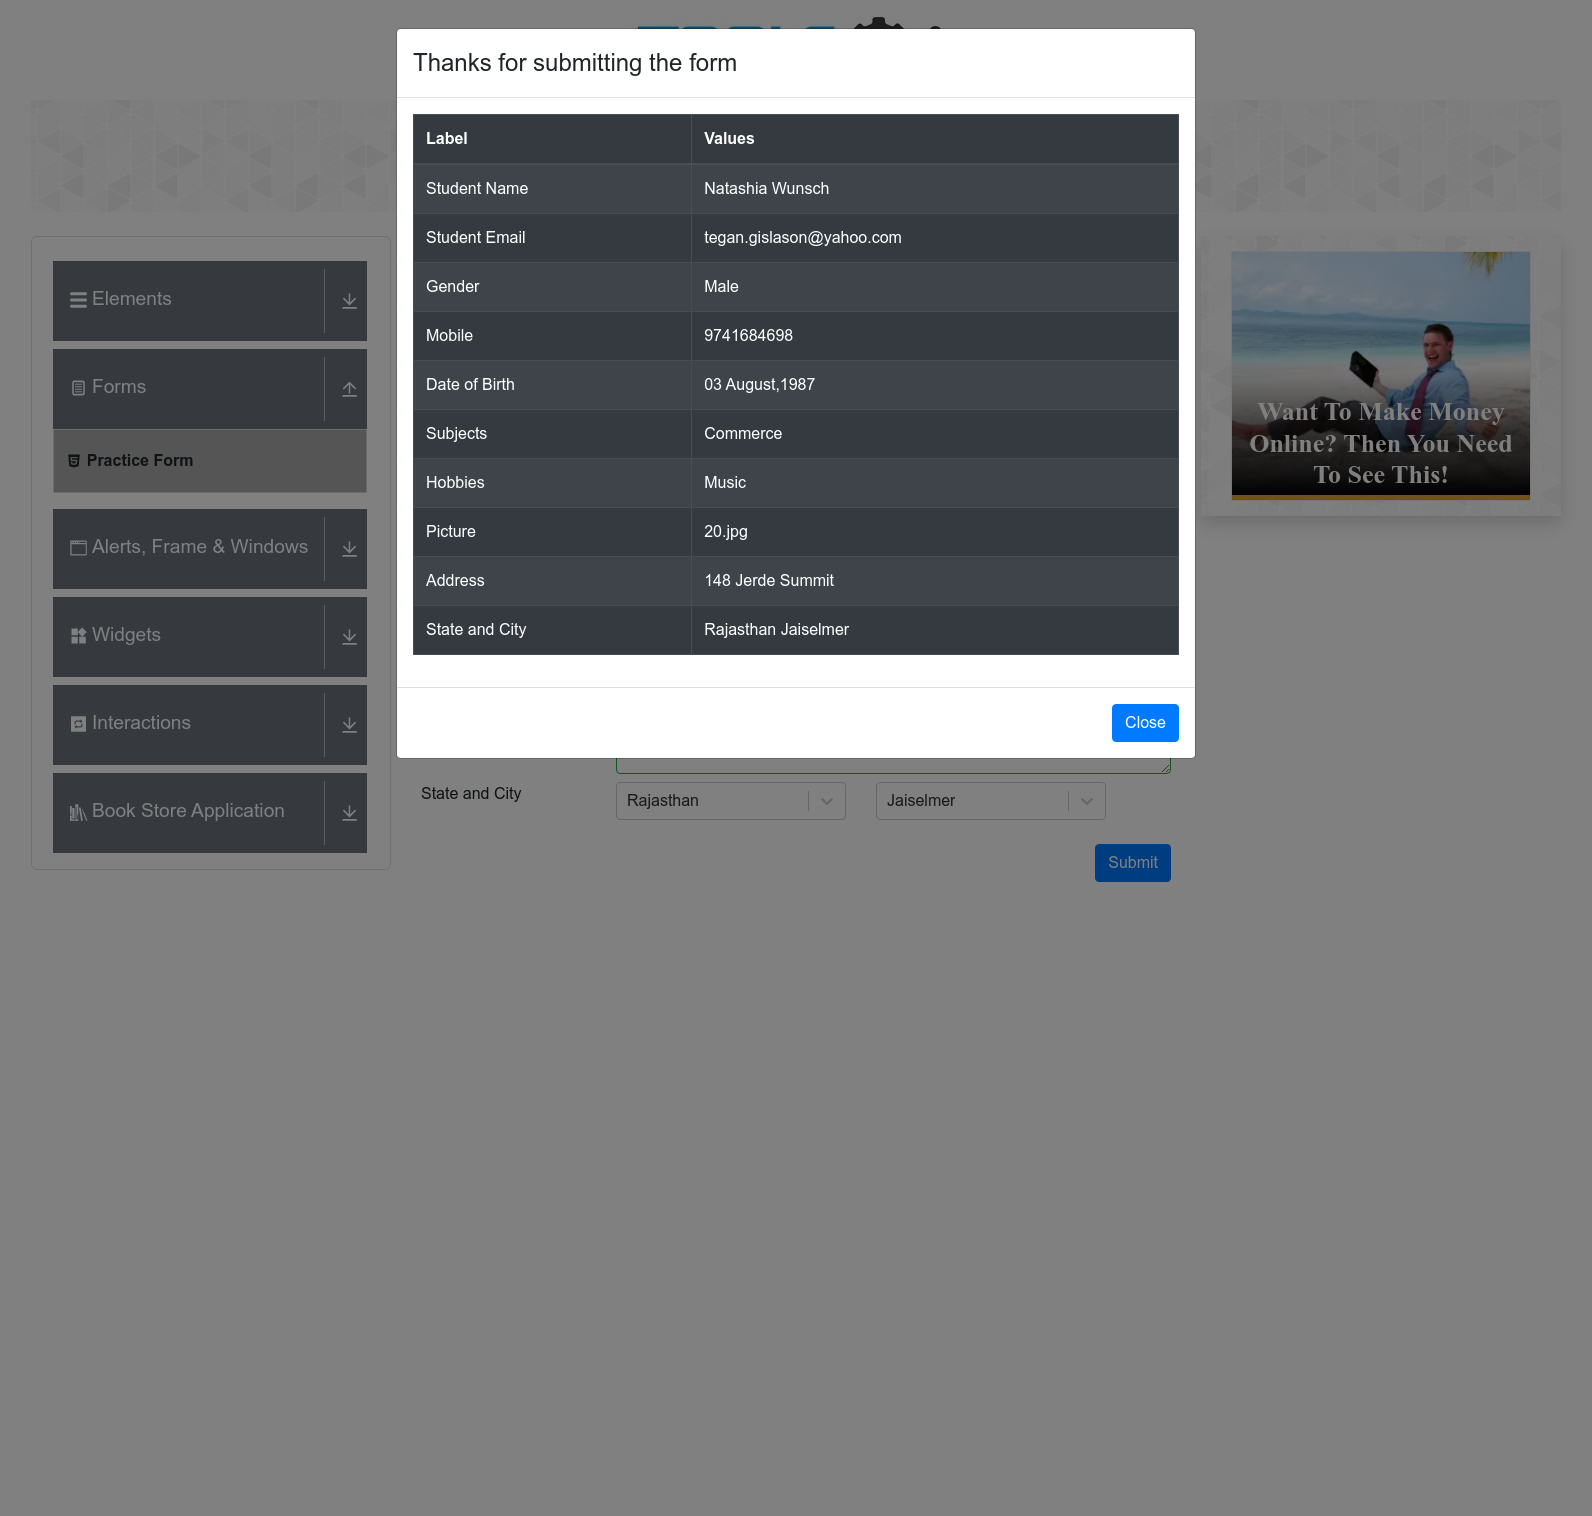 Thanks for submitting the form
Label Values
Student Name Natashia Wunsch
Student Email tegan.gislason@yahoo.com
Gender Male
Mobile 9741684698
Date of Birth 03 August,1987
Subjects Commerce
Hobbies Music
Picture 20.jpg
Address 148 Jerde Summit
State and City Rajasthan Jaiselmer
Close
Elements
Forms
Practice Form
Alerts, Frame & Windows
Widgets
Interactions
Book Store Application
State and City Rajasthan Jaiselmer
Submit
Want To Make Money
Online? Then You Need
To See This!